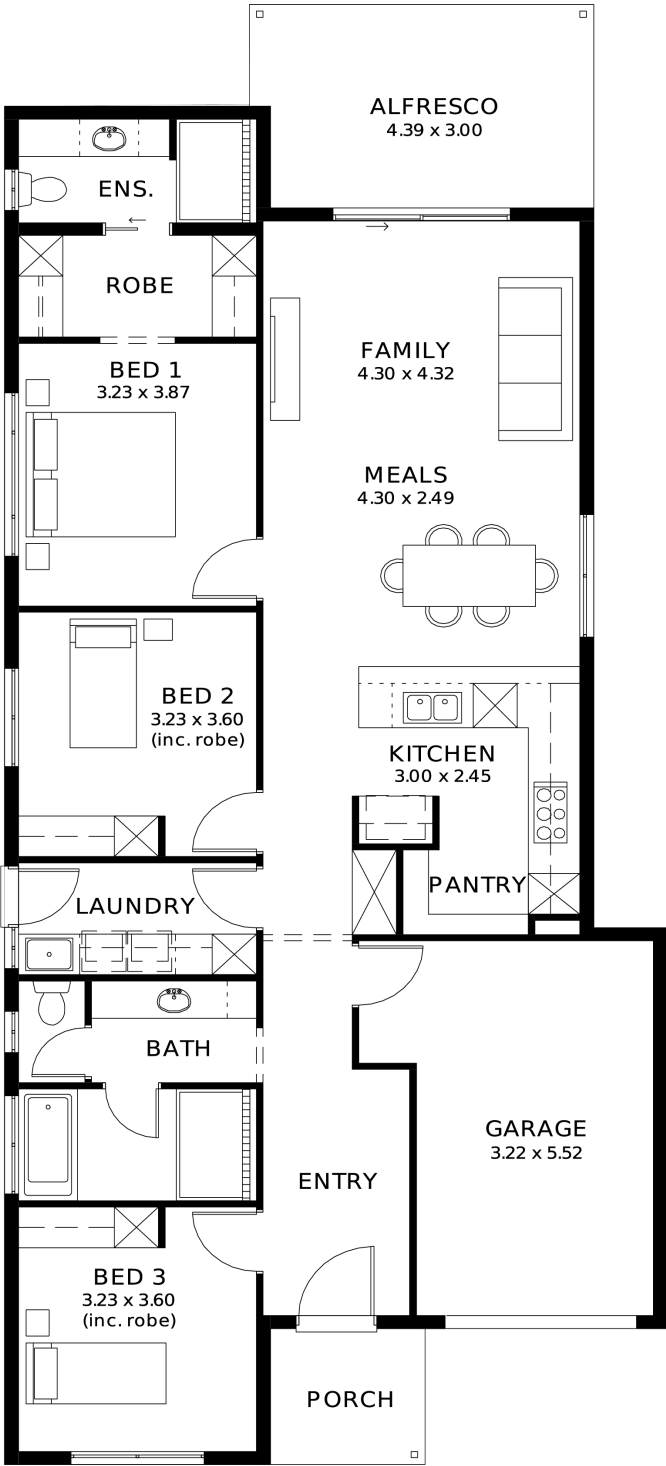 ALFRESCO
4.39 x 3.00
ENS.
ROBE
BED 1
3.23 x 3.87
FAMILY
4.30 x 4.32
MEALS
4.30 x 2.49
BED 2
3.23 x 3.60
(inc. robe)
KITCHEN
3.00 x 2.45
PANTRY
LAUNDRY
BATH
GARAGE
3.22 x 5.52
ENTRY
BED 3
3.23 x 3.60
(inc. robe)
PORCH